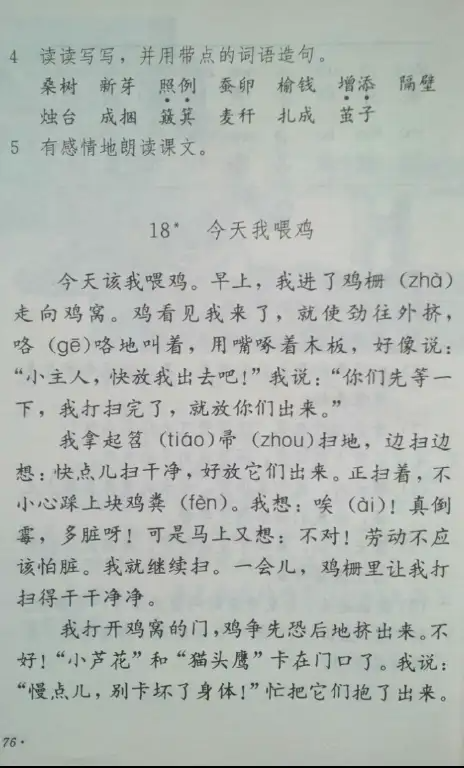 4 读读写写，并用带点的词语造句。
桑树 新芽 照例 蚕卵 榆钱 增添 隔壁
烛台 成捆 簸箕 麦秆 扎成 茧子
5 有感情地朗读课文。
18* 今天我喂鸡
今天该我喂鸡。早上，我进了鸡栅（zhà）
走向鸡窝。鸡看见我来了，就使劲往外挤，
咯（gē）咯地叫着，用嘴啄着木板，好像说：
“小主人，快放我出去吧！”我说：“你们先等一
下，我打扫完了，就放你们出来。”
我拿起笤（tiáo）帚（zhou）扫地，边扫边
想：快点儿扫干净，好放它们出来。正扫着，不
小心踩上块鸡粪（fèn）。我想：唉（ài）！真倒
霉，多脏呀！可是马上又想：不对！劳动不应
该怕脏。我就继续扫。一会儿，鸡栅里让我打
扫得干干净净。
我打开鸡窝的门，鸡争先恐后地挤出来。不
好！“小芦花”和“猫头鹰”卡在门口了。我说：
“慢点儿，别卡坏了身体！”忙把它们抱了出来。
76·